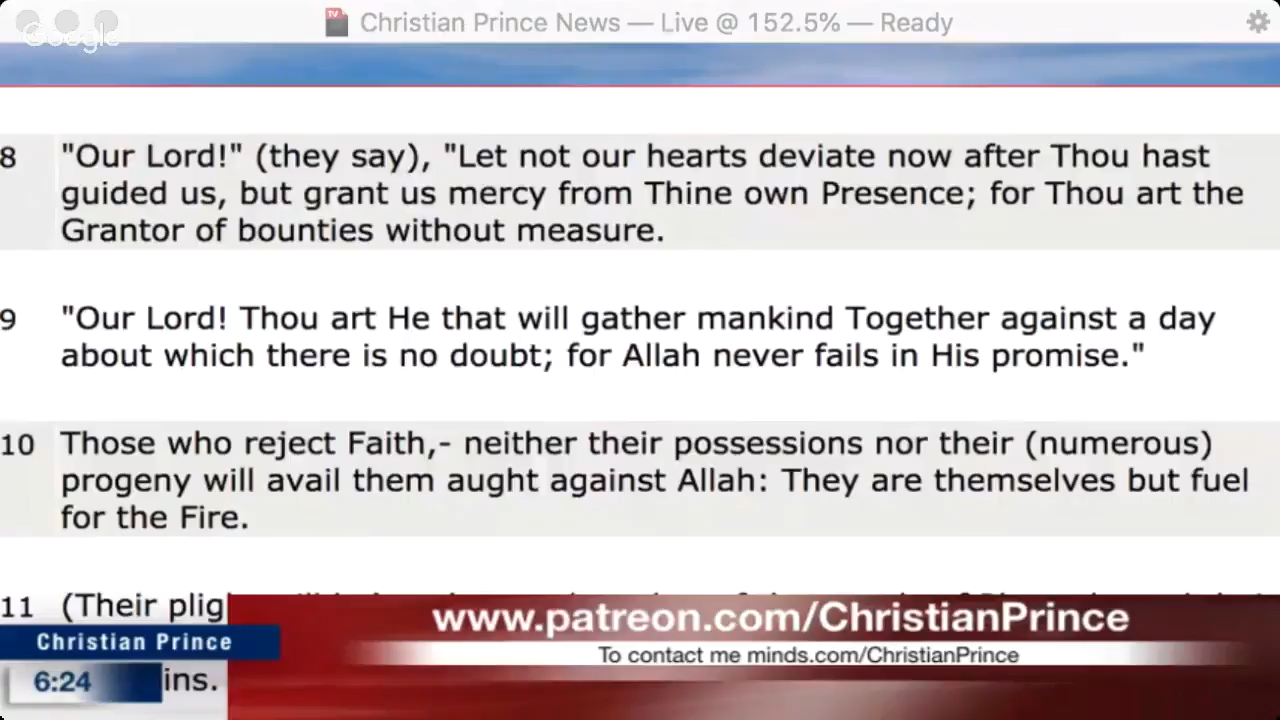 Christian Prince News — Live @ 152.5% — Ready
Google
8 "Our Lord!" (they say), "Let not our hearts deviate now after Thou hast
guided us, but grant us mercy from Thine own Presence; for Thou art the
Grantor of bounties without measure.
9 "Our Lord! Thou art He that will gather mankind Together against a day
about which there is no doubt; for Allah never fails in His promise."
10 Those who reject Faith,- neither their possessions nor their (numerous)
progeny will avail them aught against Allah: They are themselves but fuel
for the Fire.
11 (Their
www.patreon.com/ChristianPrince
Christian Prince
To contact me minds.com/ChristianPrince
6:24
ins.